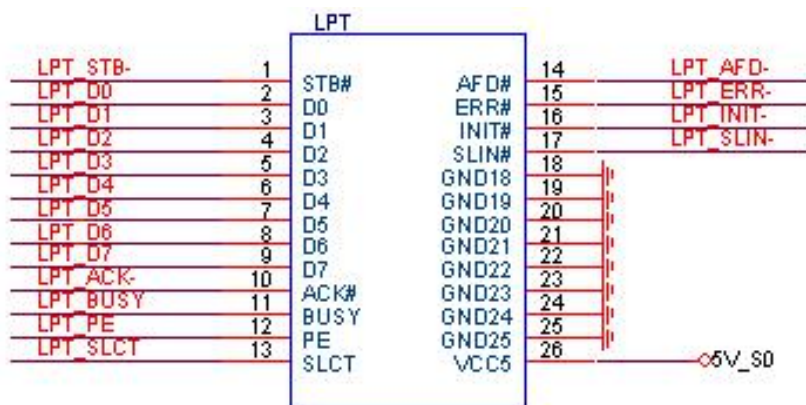 LPT
LPT_STB- 1 STB# AFD# 14 LPT_AFD-
LPT_D0 2 D0 ERR# 15 LPT_ERR-
LPT_D1 3 D1 INIT# 16 LPT_INIT-
LPT_D2 4 D2 SLIN# 17 LPT_SLIN-
LPT_D3 5 D3 GND18 18
LPT_D4 6 D4 GND19 19
LPT_D5 7 D5 GND20 20
LPT_D6 8 D6 GND21 21
LPT_D7 9 D7 GND22 22
LPT_ACK- 10 ACK# GND23 23
LPT_BUSY 11 BUSY GND24 24
LPT_PE 12 PE GND25 25
LPT_SLCT 13 SLCT VCC5 26 5V_S0